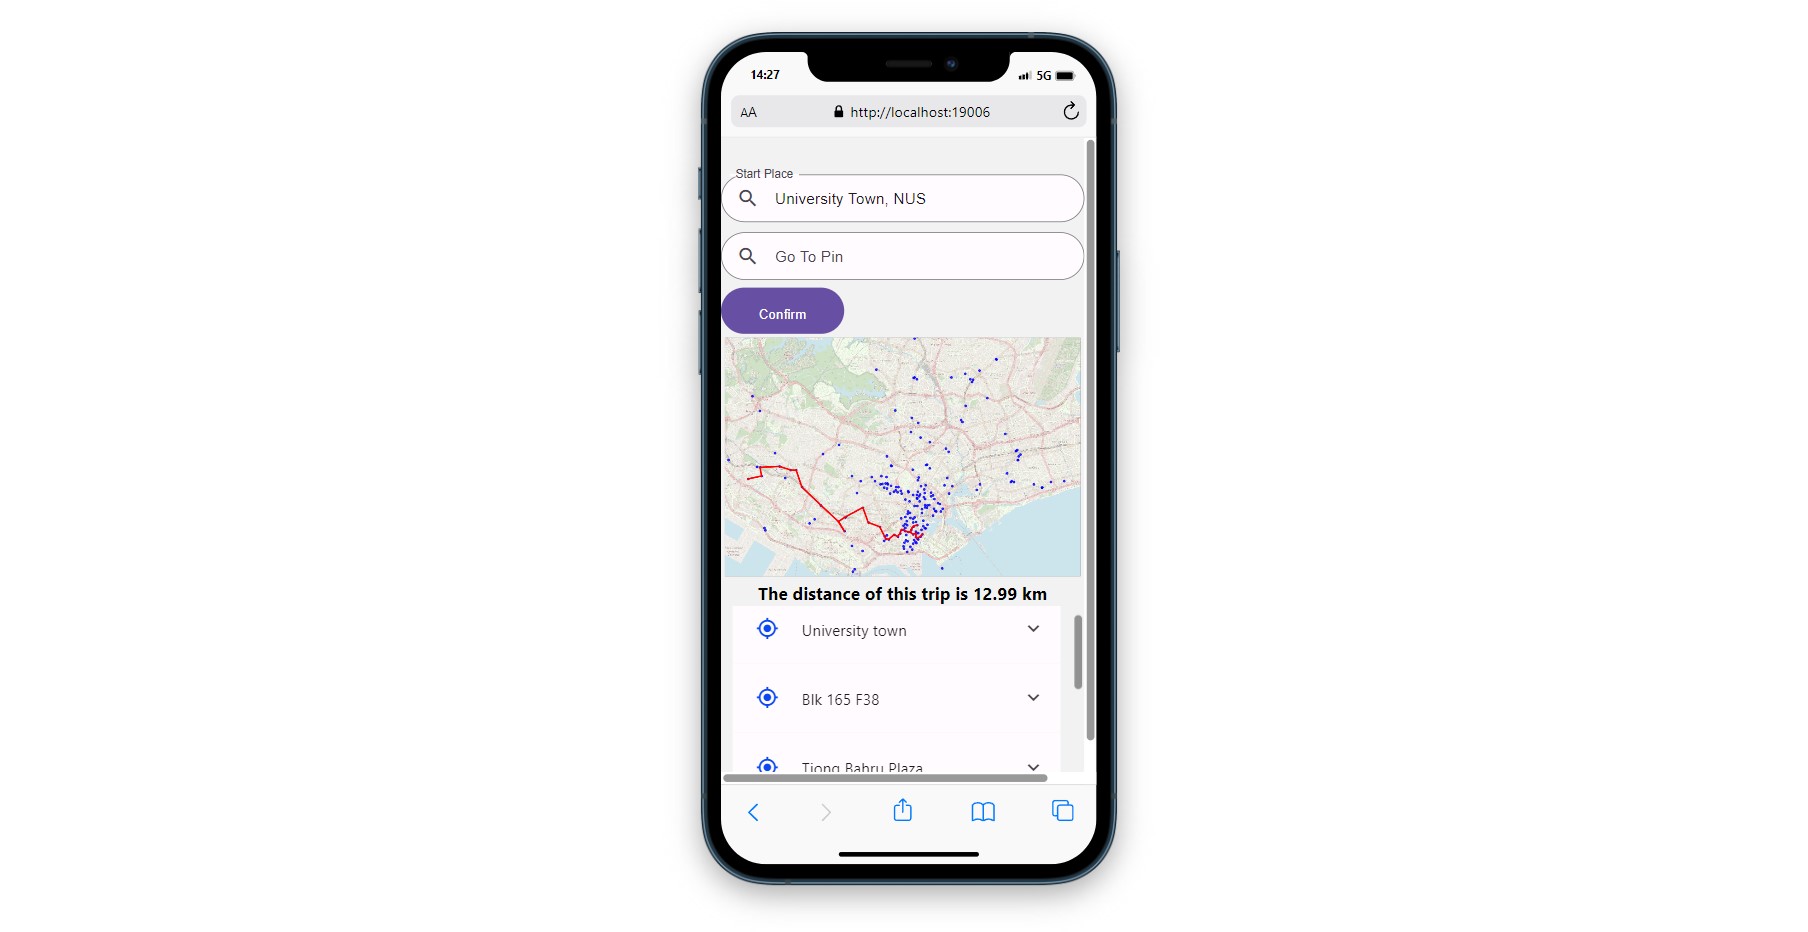 14:27
5G
AA
http://localhost:19006
Start Place
University Town, NUS
Go To Pin
Confirm
The distance of this trip is 12.99 km
University town
Blk 165 F38
Tiong Bahru Plaza